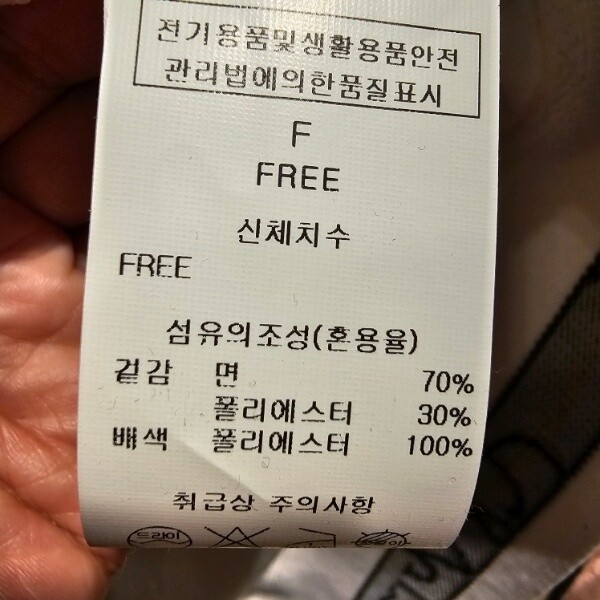 전기용품및생활용품안전
관리법에의한품질표시
F
FREE
신체치수
FREE
섬유의조성(혼용율)
겉감 면 70%
폴리에스터 30%
배색 폴리에스터 100%
취급상 주의사항
드라이